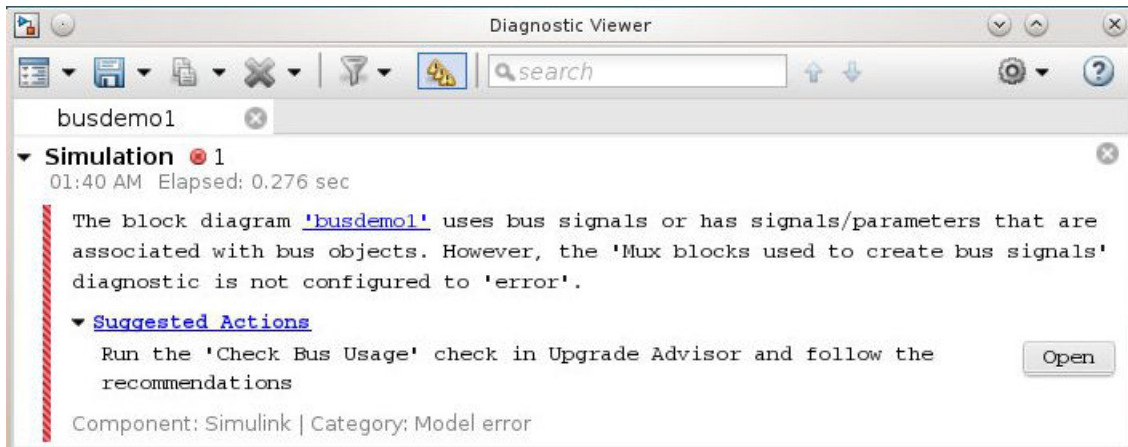 Diagnostic Viewer
search
busdemo1
Simulation 1
01:40 AM Elapsed: 0.276 sec
The block diagram 'busdemo1' uses bus signals or has signals/parameters that are
associated with bus objects. However, the 'Mux blocks used to create bus signals'
diagnostic is not configured to 'error'.
Suggested Actions
Run the 'Check Bus Usage' check in Upgrade Advisor and follow the
recommendations
Open
Component: Simulink | Category: Model error